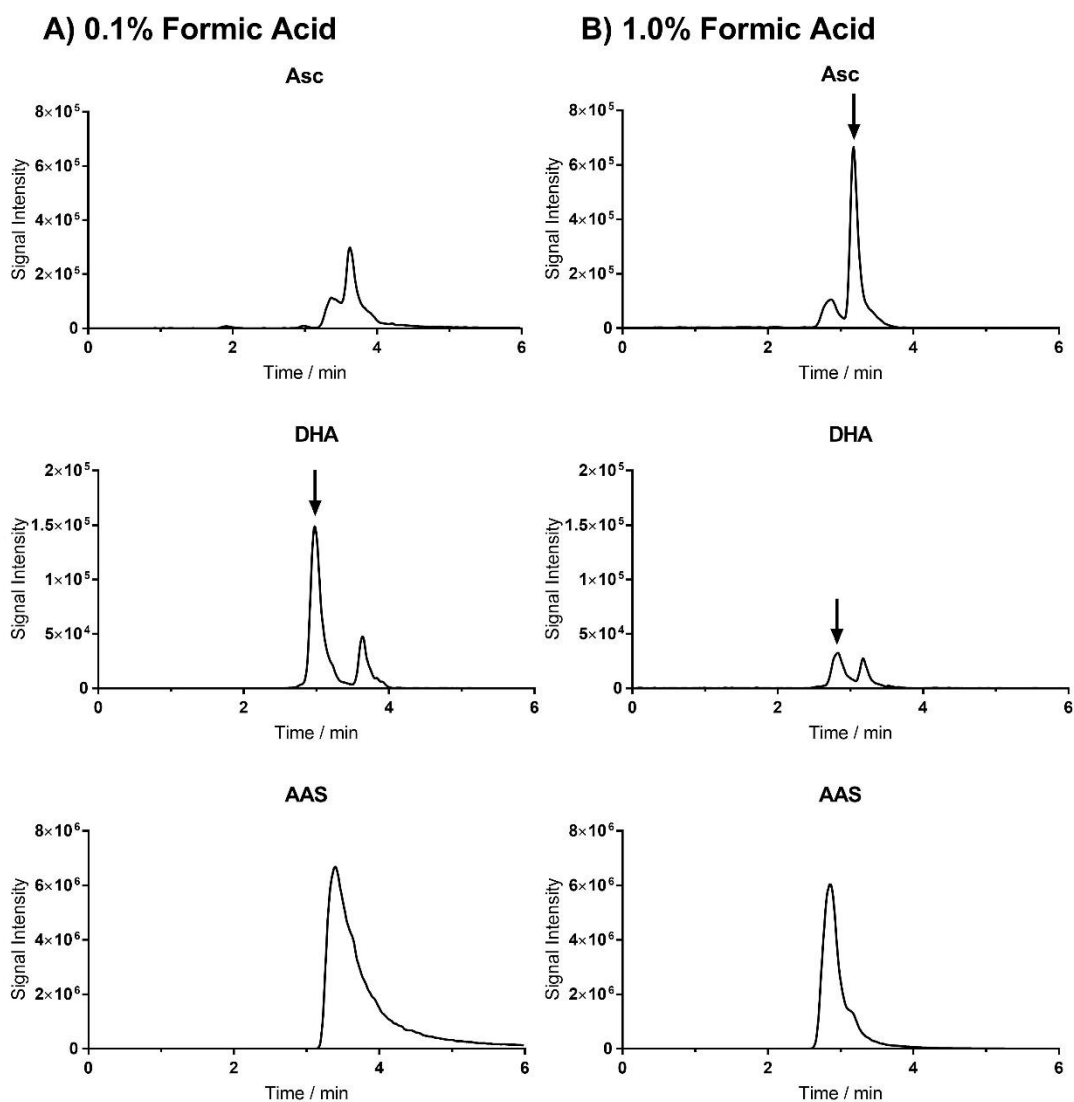 A) 0.1% Formic Acid
Asc
Signal Intensity
8×10⁵
6×10⁵
4×10⁵
2×10⁵
0
0 2 4 6
Time / min
DHA
Signal Intensity
2×10⁵
1.5×10⁵
1×10⁵
5×10⁴
0
0 2 4 6
Time / min
AAS
Signal Intensity
8×10⁶
6×10⁶
4×10⁶
2×10⁶
0
0 2 4 6
Time / min
B) 1.0% Formic Acid
Asc
Signal Intensity
8×10⁵
6×10⁵
4×10⁵
2×10⁵
0
0 2 4 6
Time / min
DHA
Signal Intensity
2×10⁵
1.5×10⁵
1×10⁵
5×10⁴
0
0 2 4 6
Time / min
AAS
Signal Intensity
8×10⁶
6×10⁶
4×10⁶
2×10⁶
0
0 2 4 6
Time / min